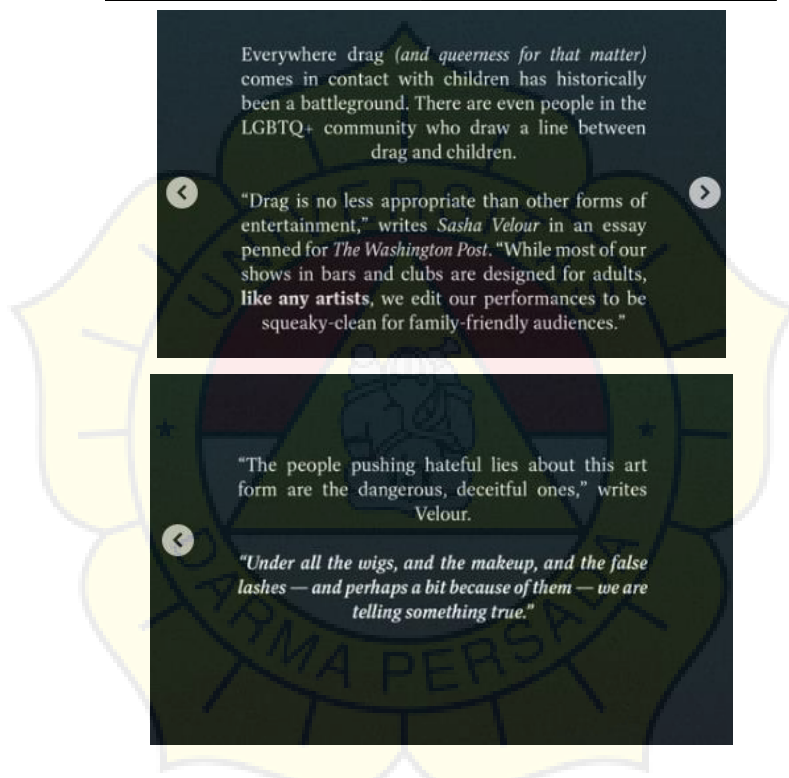 Everywhere drag (and queerness for that matter)
comes in contact with children has historically
been a battleground. There are even people in the
LGBTQ+ community who draw a line between
drag and children.
“Drag is no less appropriate than other forms of
entertainment,” writes Sasha Velour in an essay
penned for The Washington Post. “While most of our
shows in bars and clubs are designed for adults,
like any artists, we edit our performances to be
squeaky-clean for family-friendly audiences.”
“The people pushing hateful lies about this art
form are the dangerous, deceitful ones,” writes
Velour.
“Under all the wigs, and the makeup, and the false
lashes — and perhaps a bit because of them — we are
telling something true.”
UNIVERSITAS
DARMA PERSADA